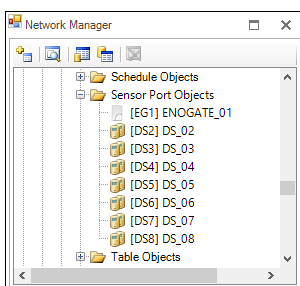 Network Manager
Schedule Objects
Sensor Port Objects
[EG1] ENOGATE_01
[DS2] DS_02
[DS3] DS_03
[DS4] DS_04
[DS5] DS_05
[DS6] DS_06
[DS7] DS_07
[DS8] DS_08
Table Objects